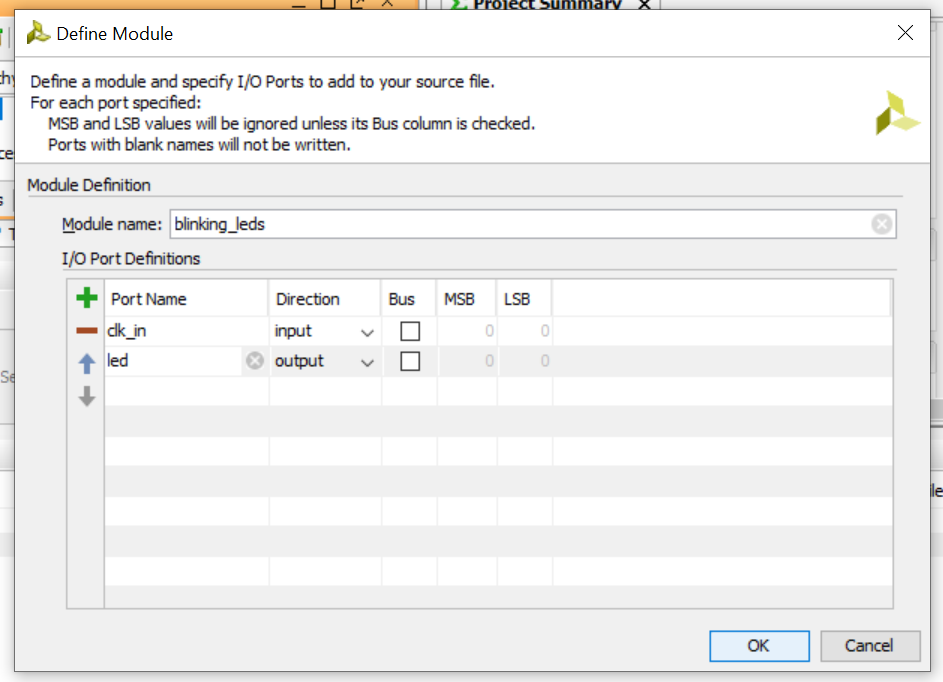 Project Summary
Define Module
Define a module and specify I/O Ports to add to your source file.
For each port specified:
MSB and LSB values will be ignored unless its Bus column is checked.
Ports with blank names will not be written.
Module Definition
Module name: blinking_leds
I/O Port Definitions
Port Name Direction Bus MSB LSB
clk_in input 0 0
led output 0 0
OK Cancel